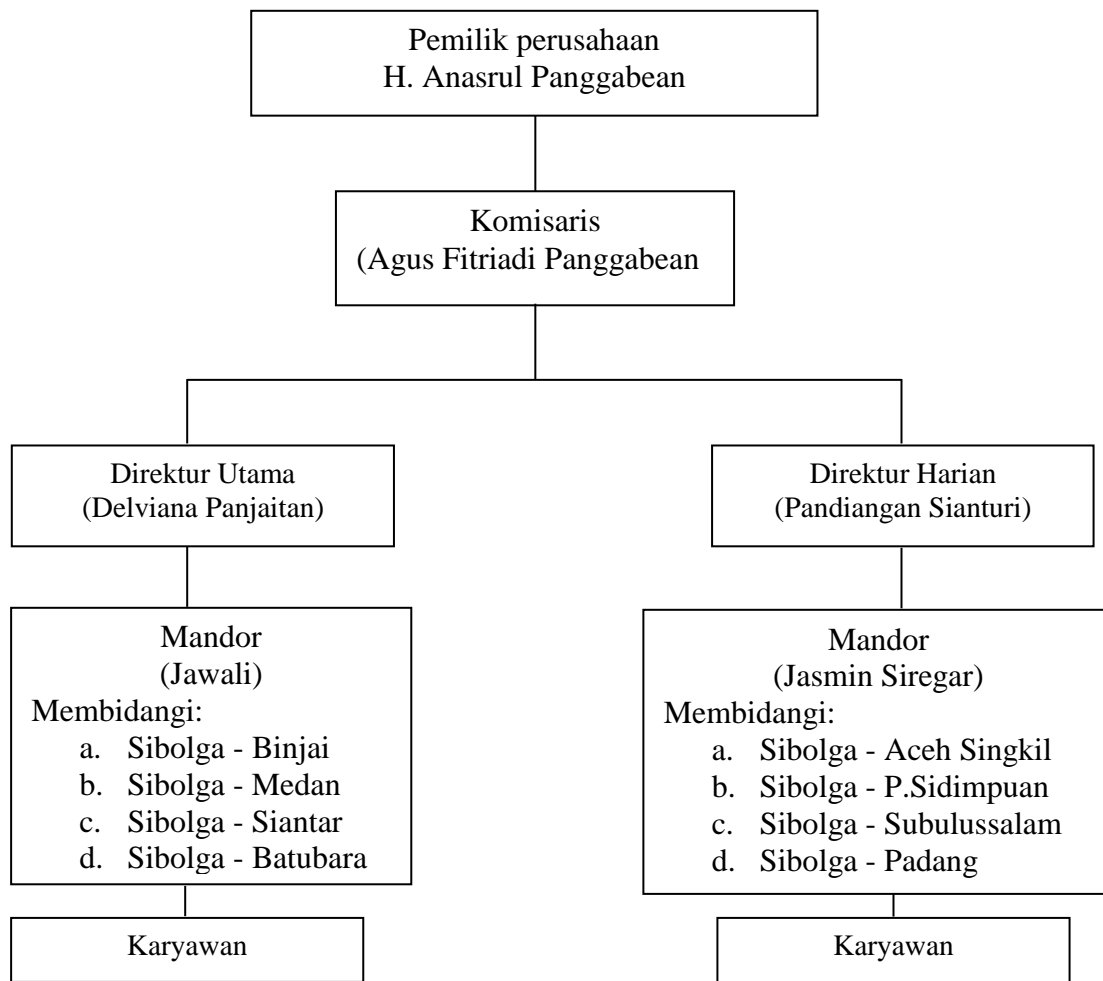 Pemilik perusahaan
H. Anasrul Panggabean
Komisaris
(Agus Fitriadi Panggabean
Direktur Utama
(Delviana Panjaitan)
Direktur Harian
(Pandiangan Sianturi)
Mandor
(Jawali)
Membidangi:
a. Sibolga - Binjai
b. Sibolga - Medan
c. Sibolga - Siantar
d. Sibolga - Batubara
Mandor
(Jasmin Siregar)
Membidangi:
a. Sibolga - Aceh Singkil
b. Sibolga - P.Sidimpuan
c. Sibolga - Subulussalam
d. Sibolga - Padang
Karyawan
Karyawan